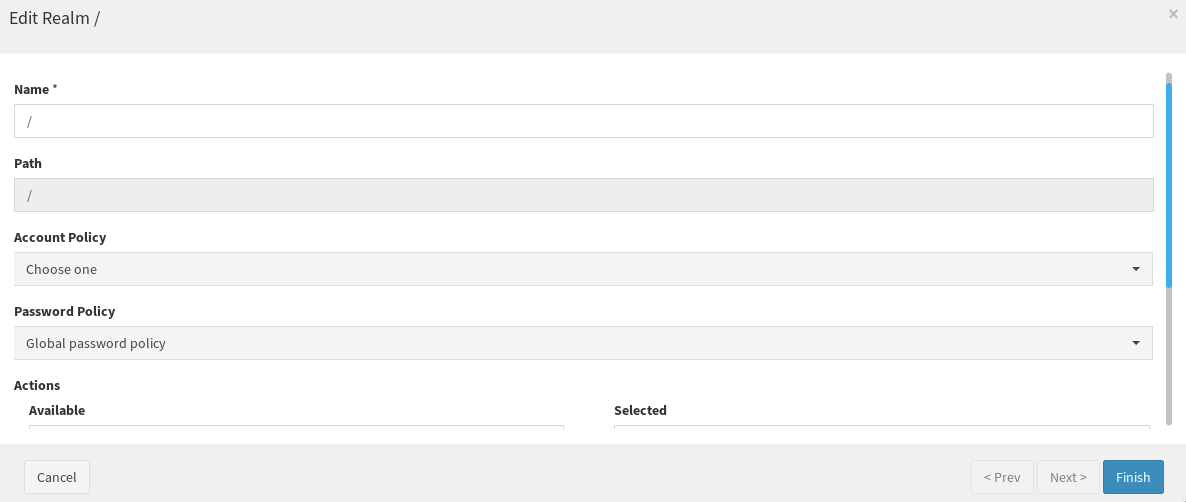 Edit Realm /
×
Name *
/
Path
/
Account Policy
Choose one
Password Policy
Global password policy
Actions
Available Selected
Cancel < Prev Next > Finish